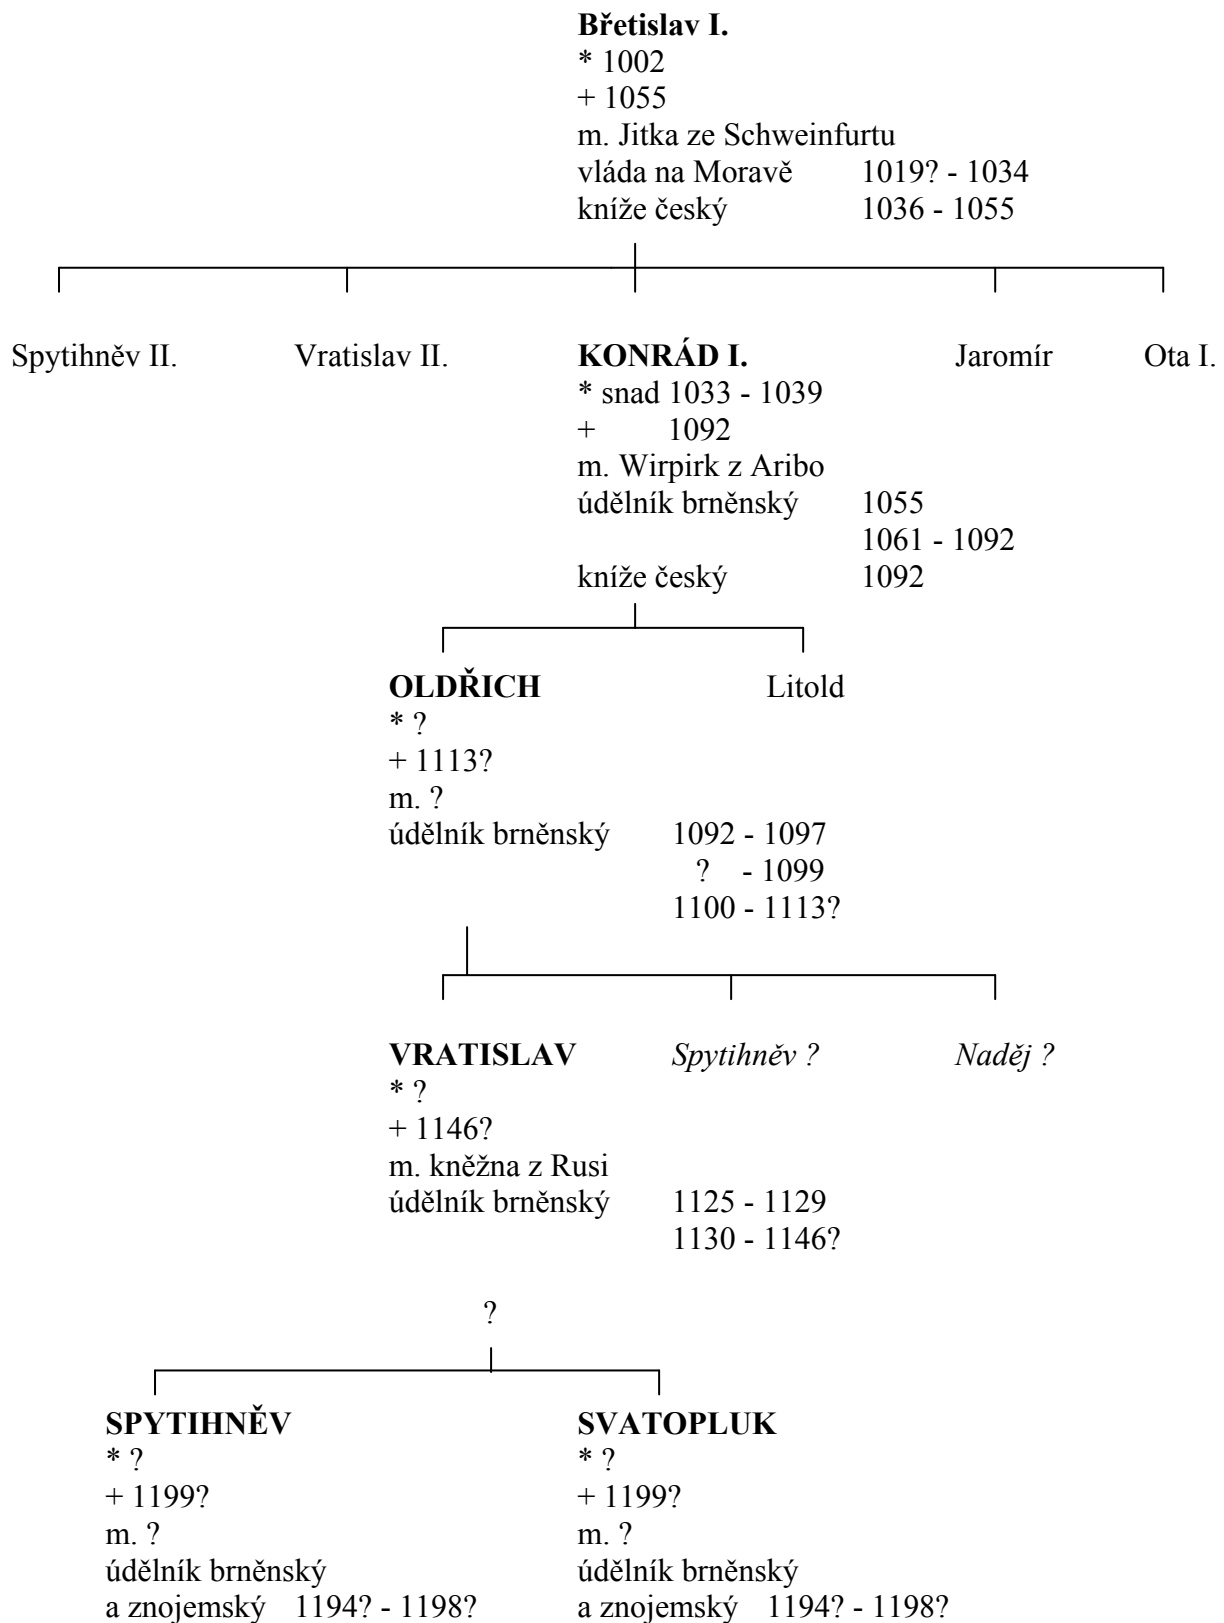 Břetislav I.
* 1002
+ 1055
m. Jitka ze Schweinfurtu
vláda na Moravě 1019? - 1034
kníže český 1036 - 1055
Spytihněv II. Vratislav II. KONRÁD I. Jaromír Ota I.
* snad 1033 - 1039
+ 1092
m. Wirpirk z Aribo
údělník brněnský 1055
1061 - 1092
kníže český 1092
OLDŘICH Litold
* ?
+ 1113?
m. ?
údělník brněnský 1092 - 1097
? - 1099
1100 - 1113?
VRATISLAV Spytihněv ? Naděj ?
* ?
+ 1146?
m. kněžna z Rusi
údělník brněnský 1125 - 1129
1130 - 1146?
?
SPYTIHNĚV SVATOPLUK
* ? * ?
+ 1199? + 1199?
m. ? m. ?
údělník brněnský údělník brněnský
a znojemský 1194? - 1198? a znojemský 1194? - 1198?